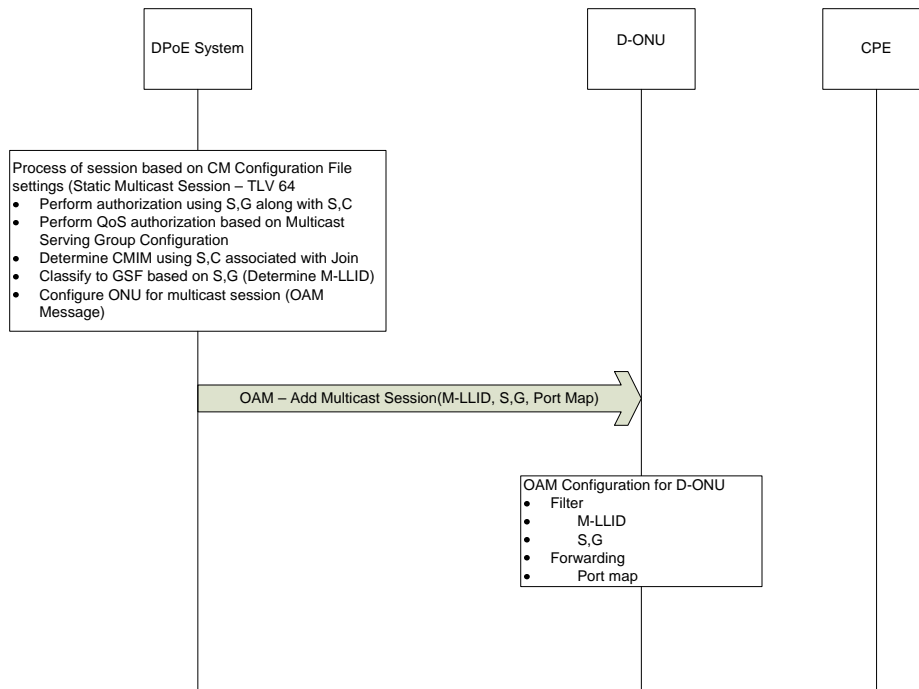 DPoE System
D-ONU
CPE
Process of session based on CM Configuration File
settings (Static Multicast Session – TLV 64
• Perform authorization using S,G along with S,C
• Perform QoS authorization based on Multicast
Serving Group Configuration
• Determine CMIM using S,C associated with Join
• Classify to GSF based on S,G (Determine M-LLID)
• Configure ONU for multicast session (OAM
Message)
OAM – Add Multicast Session(M-LLID, S,G, Port Map)
OAM Configuration for D-ONU
• Filter
• M-LLID
• S,G
• Forwarding
• Port map